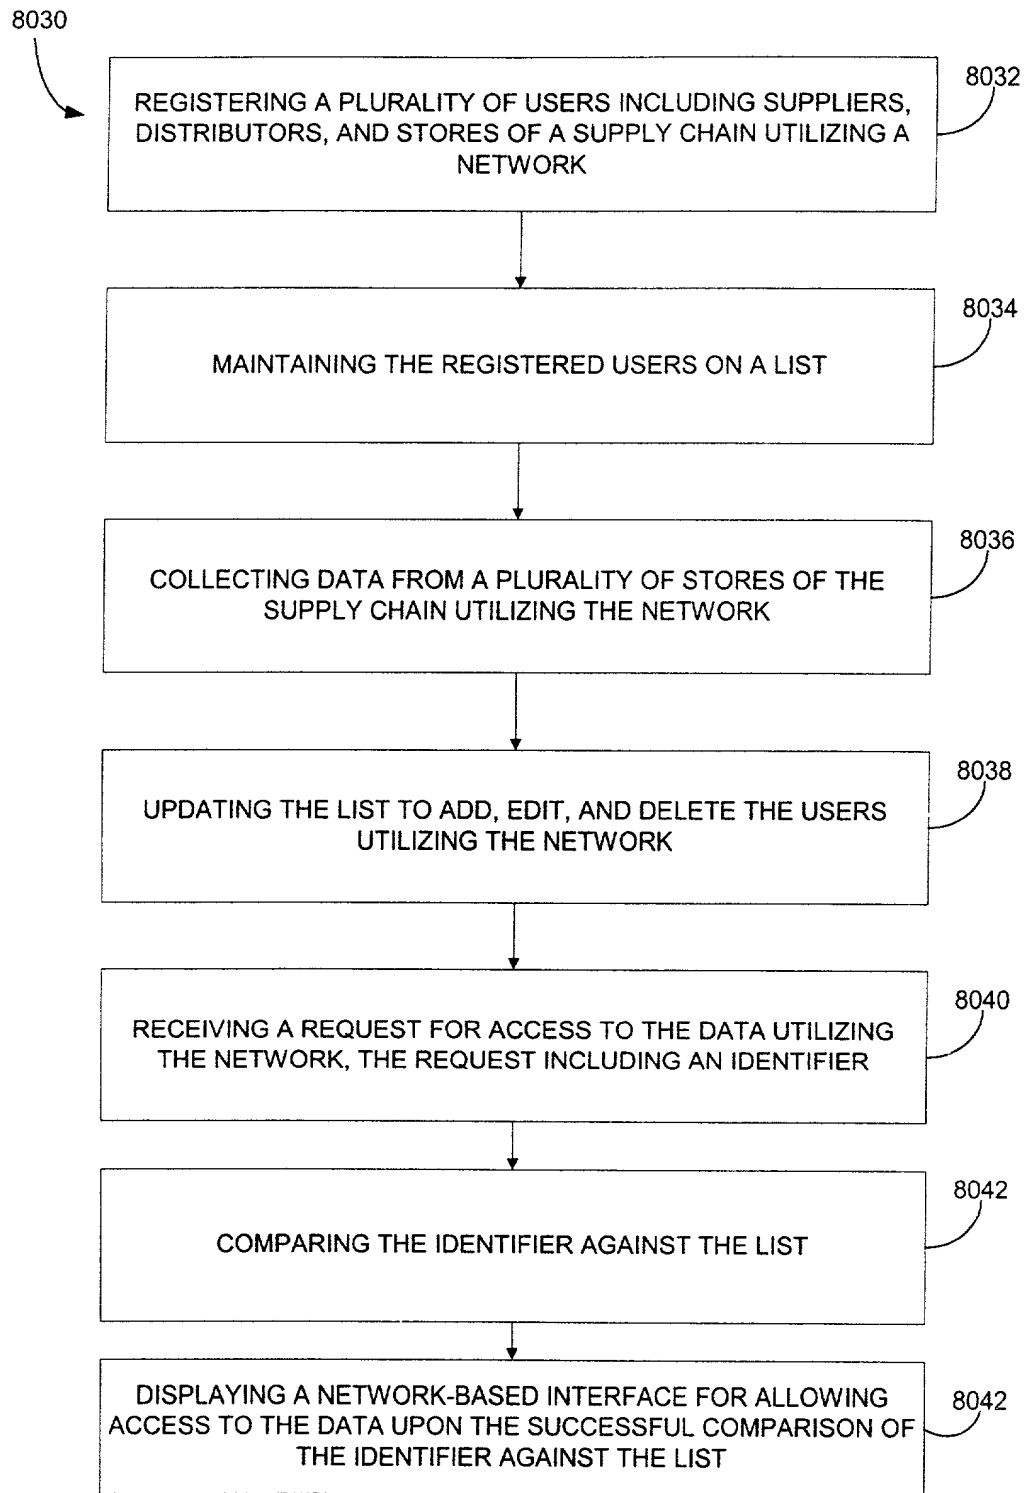 8030
8032
REGISTERING A PLURALITY OF USERS INCLUDING SUPPLIERS,
DISTRIBUTORS, AND STORES OF A SUPPLY CHAIN UTILIZING A
NETWORK
8034
MAINTAINING THE REGISTERED USERS ON A LIST
8036
COLLECTING DATA FROM A PLURALITY OF STORES OF THE
SUPPLY CHAIN UTILIZING THE NETWORK
8038
UPDATING THE LIST TO ADD, EDIT, AND DELETE THE USERS
UTILIZING THE NETWORK
8040
RECEIVING A REQUEST FOR ACCESS TO THE DATA UTILIZING
THE NETWORK, THE REQUEST INCLUDING AN IDENTIFIER
8042
COMPARING THE IDENTIFIER AGAINST THE LIST
8042
DISPLAYING A NETWORK-BASED INTERFACE FOR ALLOWING
ACCESS TO THE DATA UPON THE SUCCESSFUL COMPARISON OF
THE IDENTIFIER AGAINST THE LIST